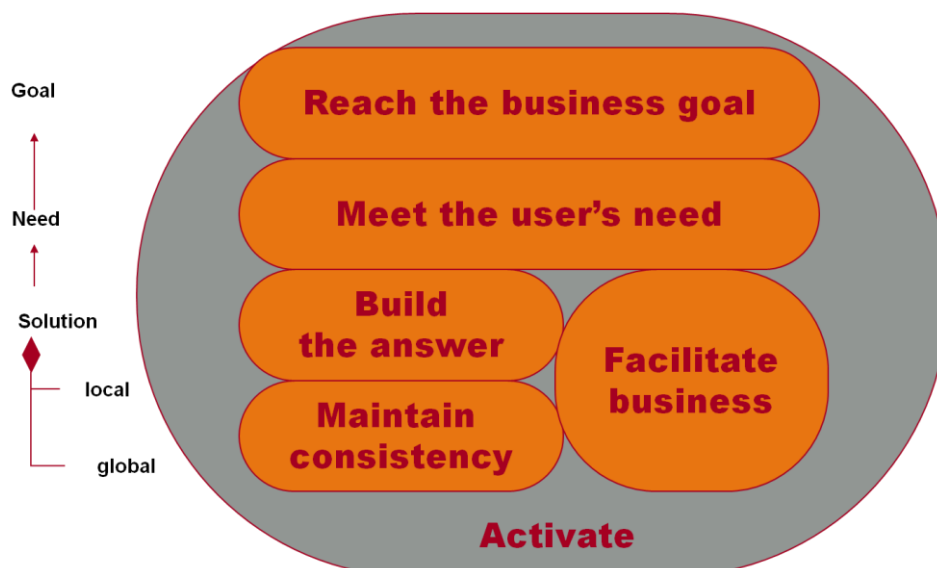 Goal
Need
Solution
local
global
Reach the business goal
Meet the user’s need
Build
the answer
Maintain
consistency
Facilitate
business
Activate